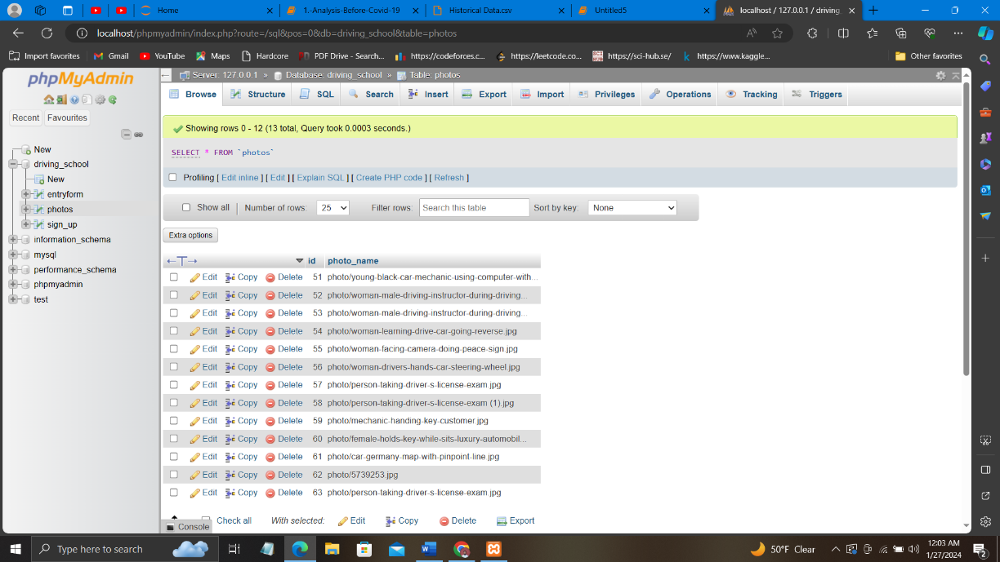 Home
1.-Analysis-Before-Covid-19
Historical Data.csv
Untitled5
localhost / 127.0.0.1 / driving_
localhost/phpmyadmin/index.php?route=/sql&pos=0&db=driving_school&table=photos
Import favorites
Gmail
YouTube
Maps
Hardcore
PDF Drive - Search...
https://codeforces.c...
https://leetcode.co...
https://sci-hub.se/
https://www.kaggle...
Other favorites
phpMyAdmin
Recent
Favourites
New
driving_school
New
entryform
photos
sign_up
information_schema
mysql
performance_schema
phpmyadmin
test
Server: 127.0.0.1 » Database: driving_school » Table: photos
Browse
Structure
SQL
Search
Insert
Export
Import
Privileges
Operations
Tracking
Triggers
Showing rows 0 - 12 (13 total, Query took 0.0003 seconds.)
SELECT * FROM `photos`
Profiling [ Edit inline ] [ Edit ] [ Explain SQL ] [ Create PHP code ] [ Refresh ]
Show all
Number of rows: 25
Filter rows: Search this table
Sort by key: None
Extra options
id photo_name
Edit Copy Delete 51 photo/young-black-car-mechanic-using-computer-with...
Edit Copy Delete 52 photo/woman-male-driving-instructor-during-driving...
Edit Copy Delete 53 photo/woman-male-driving-instructor-during-driving...
Edit Copy Delete 54 photo/woman-learning-drive-car-going-reverse.jpg
Edit Copy Delete 55 photo/woman-facing-camera-doing-peace-sign.jpg
Edit Copy Delete 56 photo/woman-drivers-hands-car-steering-wheel.jpg
Edit Copy Delete 57 photo/person-taking-driver-s-license-exam.jpg
Edit Copy Delete 58 photo/person-taking-driver-s-license-exam (1).jpg
Edit Copy Delete 59 photo/mechanic-handing-key-customer.jpg
Edit Copy Delete 60 photo/female-holds-key-while-sits-luxury-automobil...
Edit Copy Delete 61 photo/car-germany-map-with-pinpoint-line.jpg
Edit Copy Delete 62 photo/5739253.jpg
Edit Copy Delete 63 photo/person-taking-driver-s-license-exam.jpg
Check all With selected: Edit Copy Delete Export
Console
Type here to search
50°F Clear
12:03 AM
1/27/2024
2